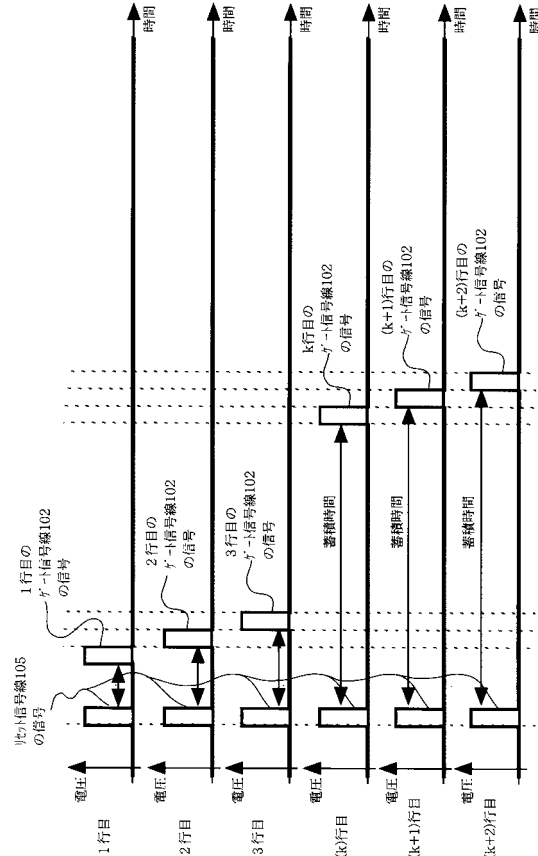 リセット信号線105
の信号
1行目の
ゲート信号線102
の信号
電圧
1行目
時間
2行目の
ゲート信号線102
の信号
電圧
2行目
時間
3行目の
ゲート信号線102
の信号
電圧
3行目
時間
k行目の
ゲート信号線102
の信号
蓄積時間
電圧
(k)行目
時間
(k+1)行目の
ゲート信号線102
の信号
蓄積時間
電圧
(k+1)行目
時間
(k+2)行目の
ゲート信号線102
の信号
蓄積時間
電圧
(k+2)行目
時間